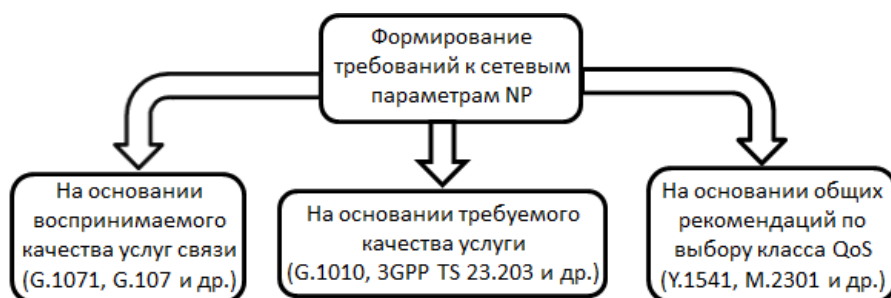 Формирование
требований к сетевым
параметрам NP
На основании
воспринимаемого
качества услуг связи
(G.1071, G.107 и др.)
На основании требуемого
качества услуги
(G.1010, 3GPP TS 23.203 и др.)
На основании общих
рекомендаций по
выбору класса QoS
(Y.1541, M.2301 и др.)